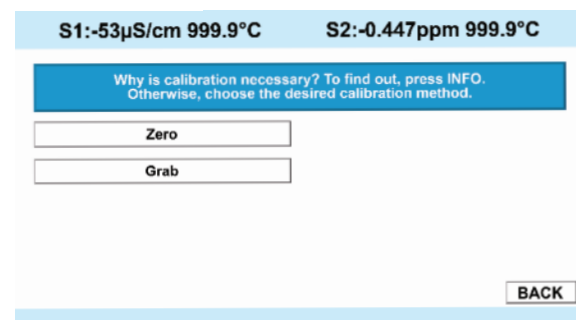 S1:-53µS/cm 999.9°C S2:-0.447ppm 999.9°C
Why is calibration necessary? To find out, press INFO.
Otherwise, choose the desired calibration method.
Zero
Grab
BACK